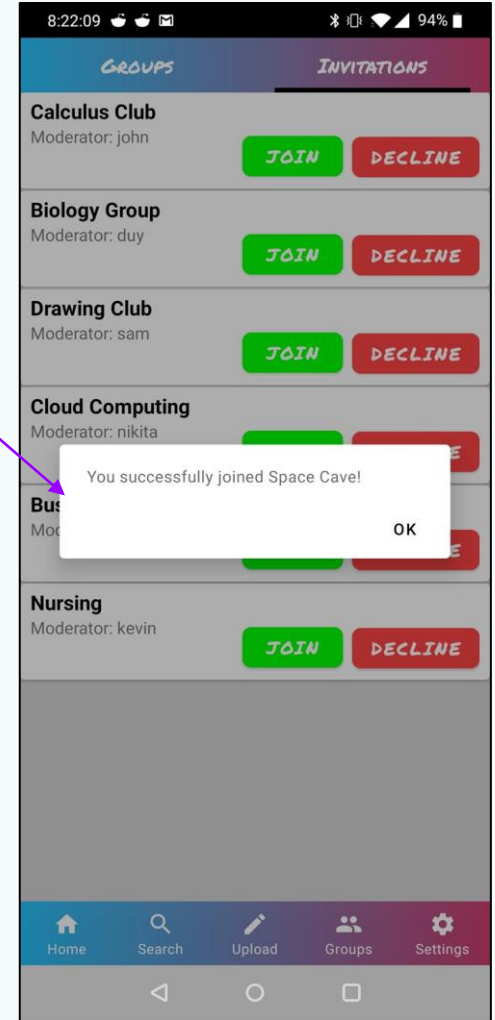 8:22:09 94%
GROUPS INVITATIONS
Calculus Club
Moderator: john
JOIN DECLINE
Biology Group
Moderator: duy
JOIN DECLINE
Drawing Club
Moderator: sam
JOIN DECLINE
Cloud Computing
Moderator: nikita
You successfully joined Space Cave!
OK
Nursing
Moderator: kevin
JOIN DECLINE
Home Search Upload Groups Settings